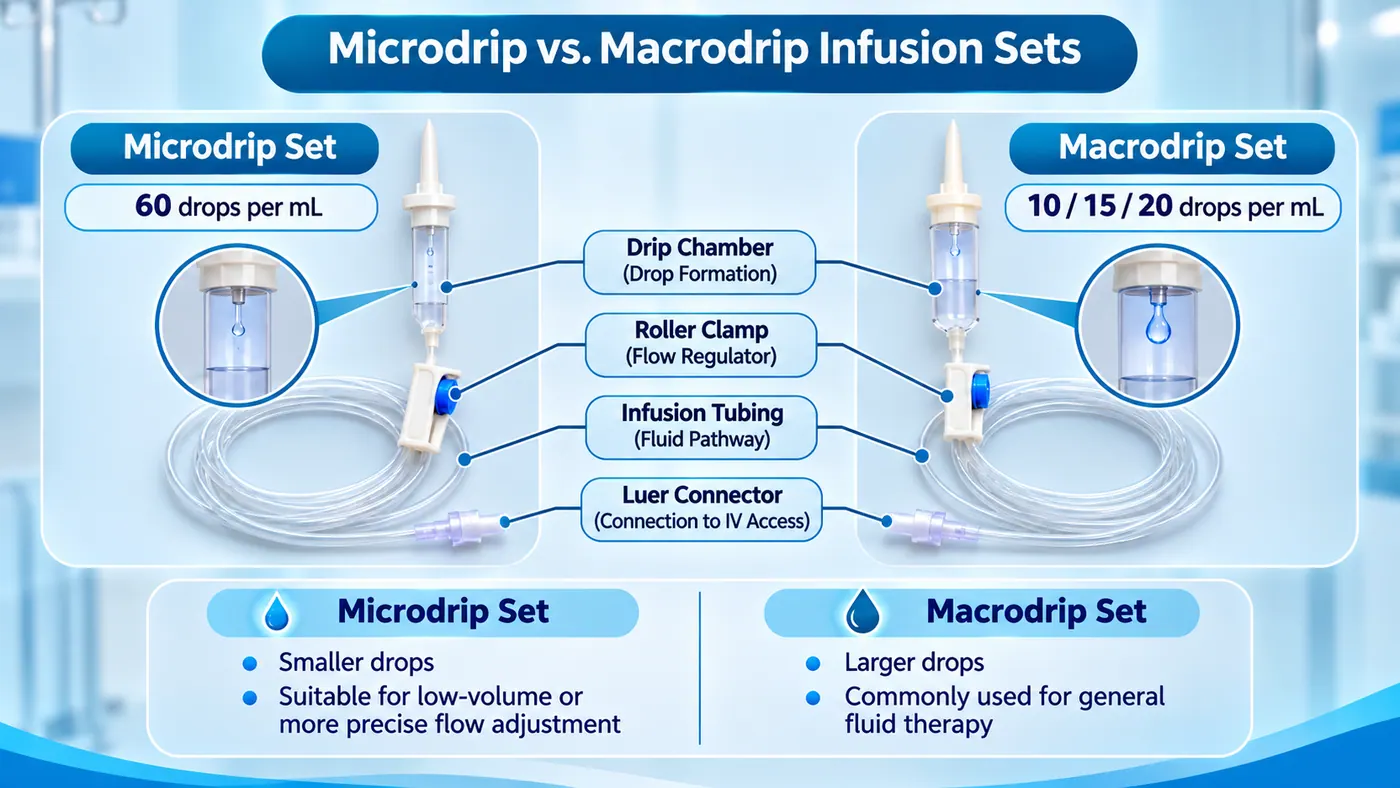 Microdrip vs. Macrodrip Infusion Sets
Microdrip Set
60 drops per mL
Macrodrip Set
10 / 15 / 20 drops per mL
Drip Chamber
(Drop Formation)
Roller Clamp
(Flow Regulator)
Infusion Tubing
(Fluid Pathway)
Luer Connector
(Connection to IV Access)
Microdrip Set
Smaller drops
Suitable for low-volume or
more precise flow adjustment
Macrodrip Set
Larger drops
Commonly used for general
fluid therapy